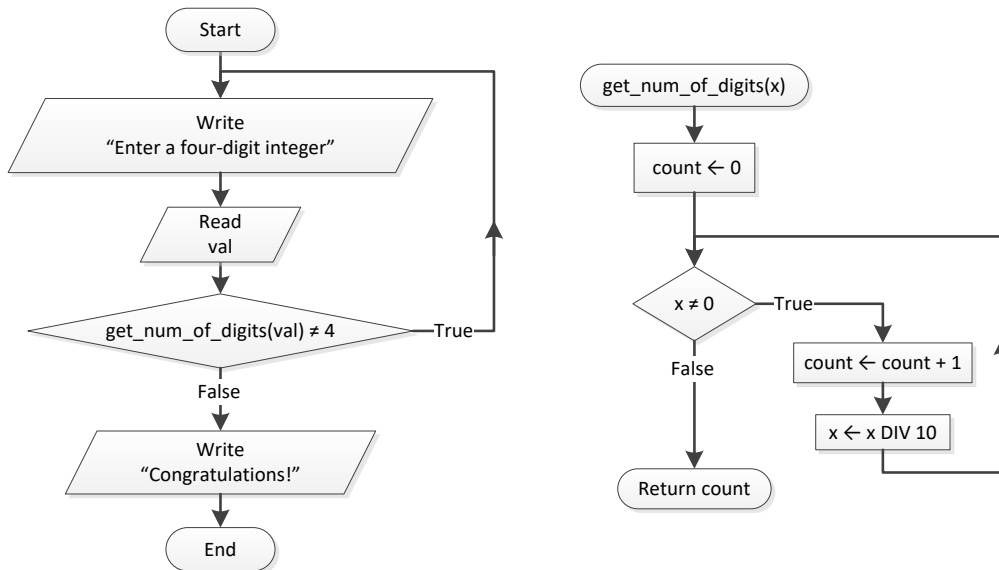 Start
Write
“Enter a four-digit integer”
Read
val
get_num_of_digits(val) ≠ 4
True
False
Write
“Congratulations!”
End
get_num_of_digits(x)
count ← 0
x ≠ 0
True
count ← count + 1
x ← x DIV 10
False
Return count